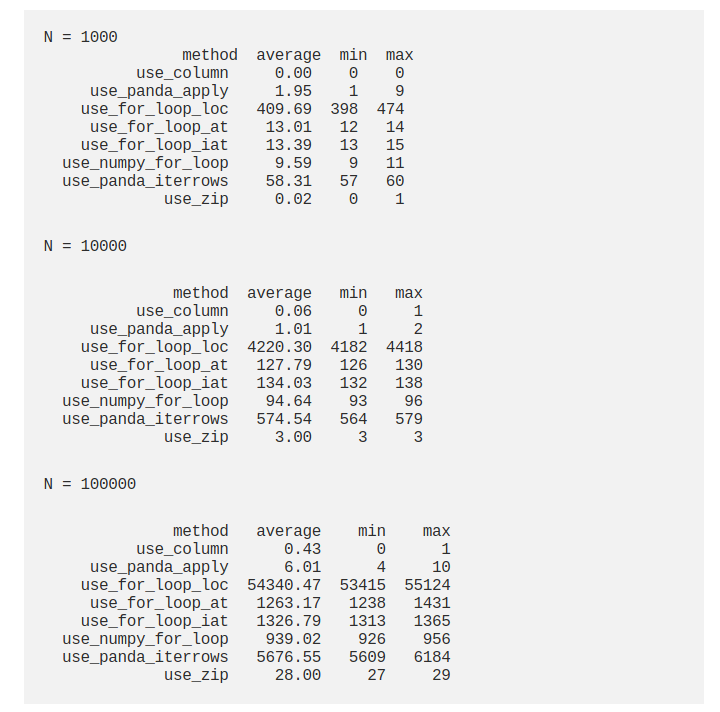 N = 1000
method average min max
use_column 0.00 0 0
use_panda_apply 1.95 1 9
use_for_loop_loc 409.69 398 474
use_for_loop_at 13.01 12 14
use_for_loop_iat 13.39 13 15
use_numpy_for_loop 9.59 9 11
use_panda_iterrows 58.31 57 60
use_zip 0.02 0 1
N = 10000
method average min max
use_column 0.06 0 1
use_panda_apply 1.01 1 2
use_for_loop_loc 4220.30 4182 4418
use_for_loop_at 127.79 126 130
use_for_loop_iat 134.03 132 138
use_numpy_for_loop 94.64 93 96
use_panda_iterrows 574.54 564 579
use_zip 3.00 3 3
N = 100000
method average min max
use_column 0.43 0 1
use_panda_apply 6.01 4 10
use_for_loop_loc 54340.47 53415 55124
use_for_loop_at 1263.17 1238 1431
use_for_loop_iat 1326.79 1313 1365
use_numpy_for_loop 939.02 926 956
use_panda_iterrows 5676.55 5609 6184
use_zip 28.00 27 29